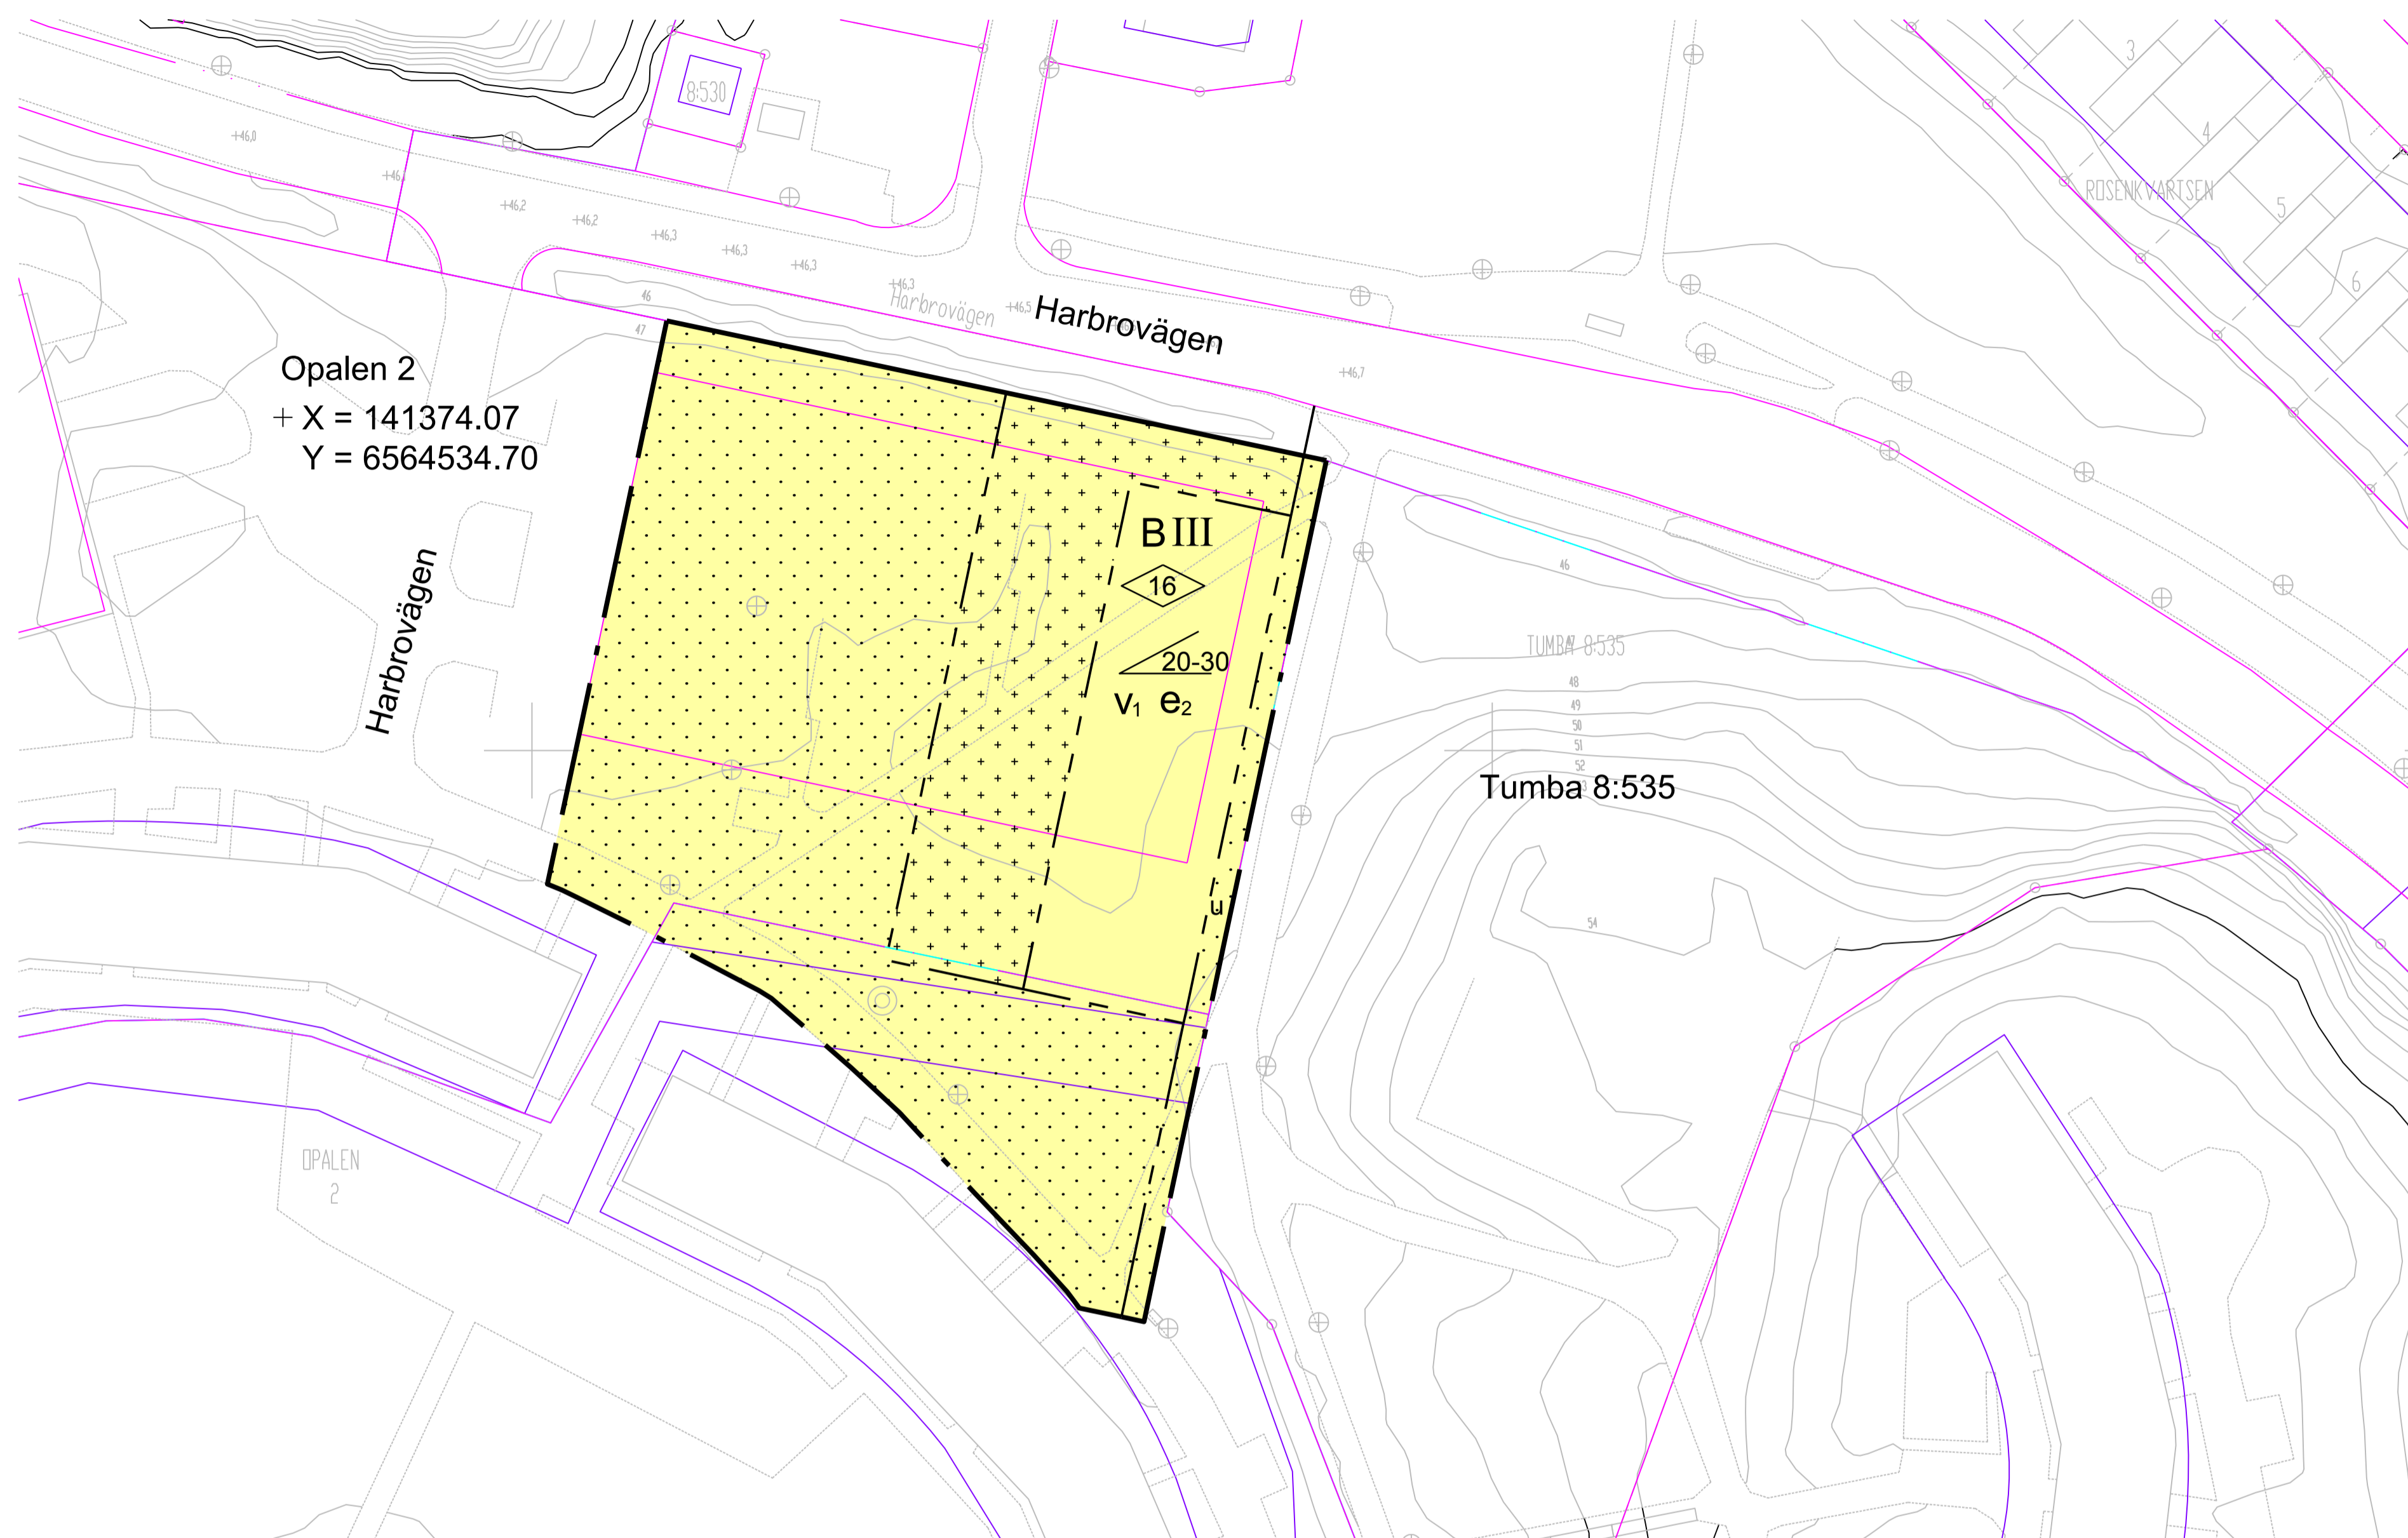 8:530
3
4
5
6
ROSENKVARTSEN
+46,0
+46,2
+46,2
+46,3
+46,3
+46,3
+46,3
+46,5
+46,7
46
47
Harbrovägen
Harbrovägen
Opalen 2
+ X = 141374.07
Y = 6564534.70
Harbrovägen
B III
16
20-30
v1 e2
u
46
TUMBA 8:535
48
49
50
51
52
Tumba 8:535
54
OPALEN
2